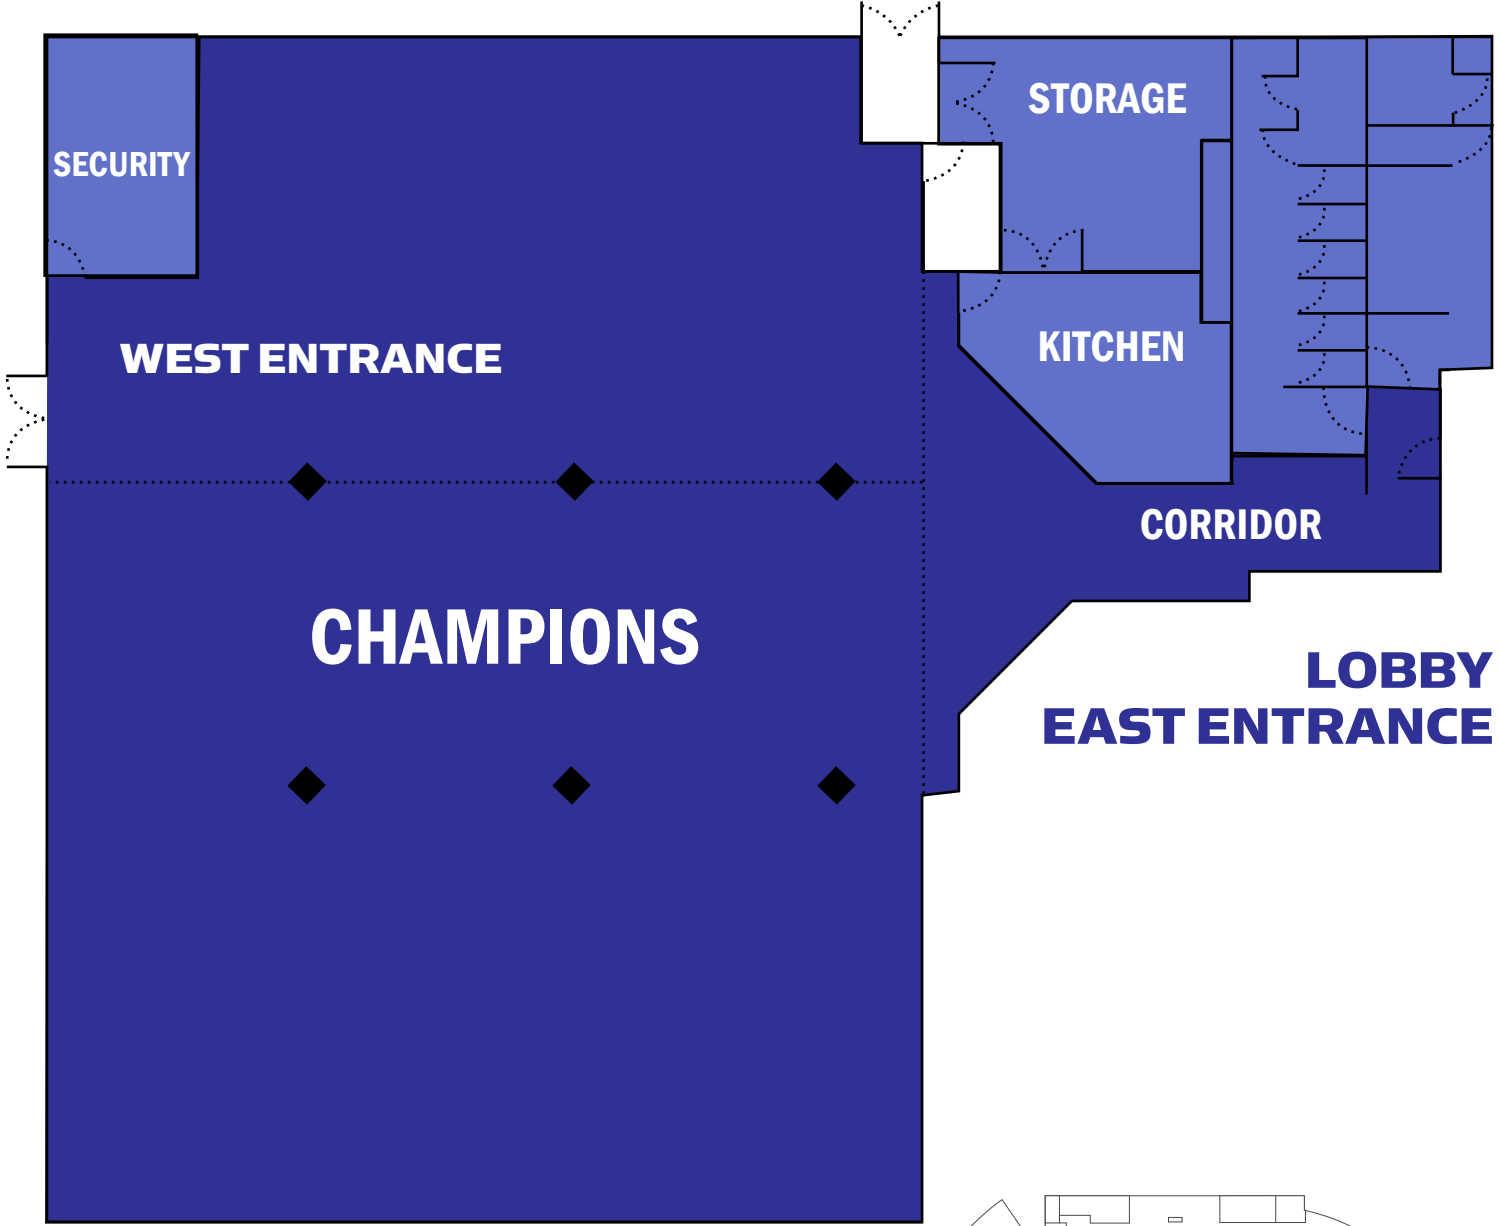 STORAGE
SECURITY
KITCHEN
WEST ENTRANCE
CORRIDOR
CHAMPIONS
LOBBY
EAST ENTRANCE